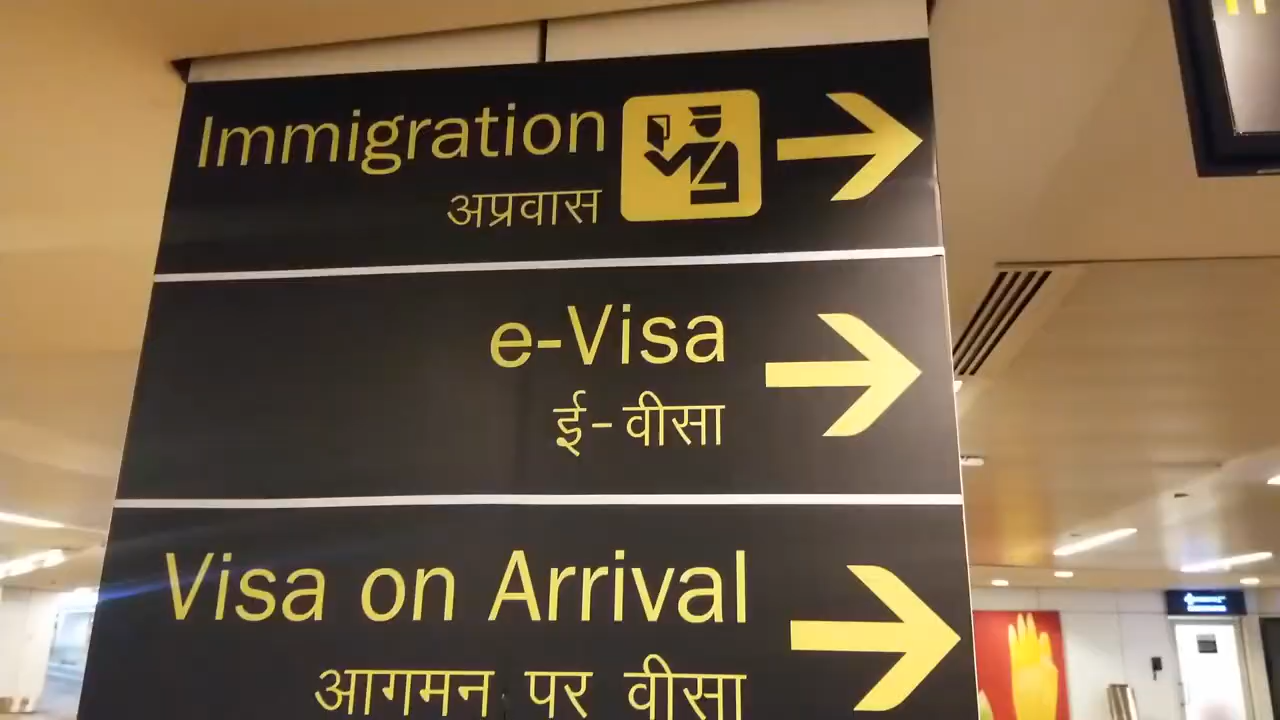 Immigration
अप्रवास
e-Visa
ई-वीसा
Visa on Arrival
आगमन पर वीसा